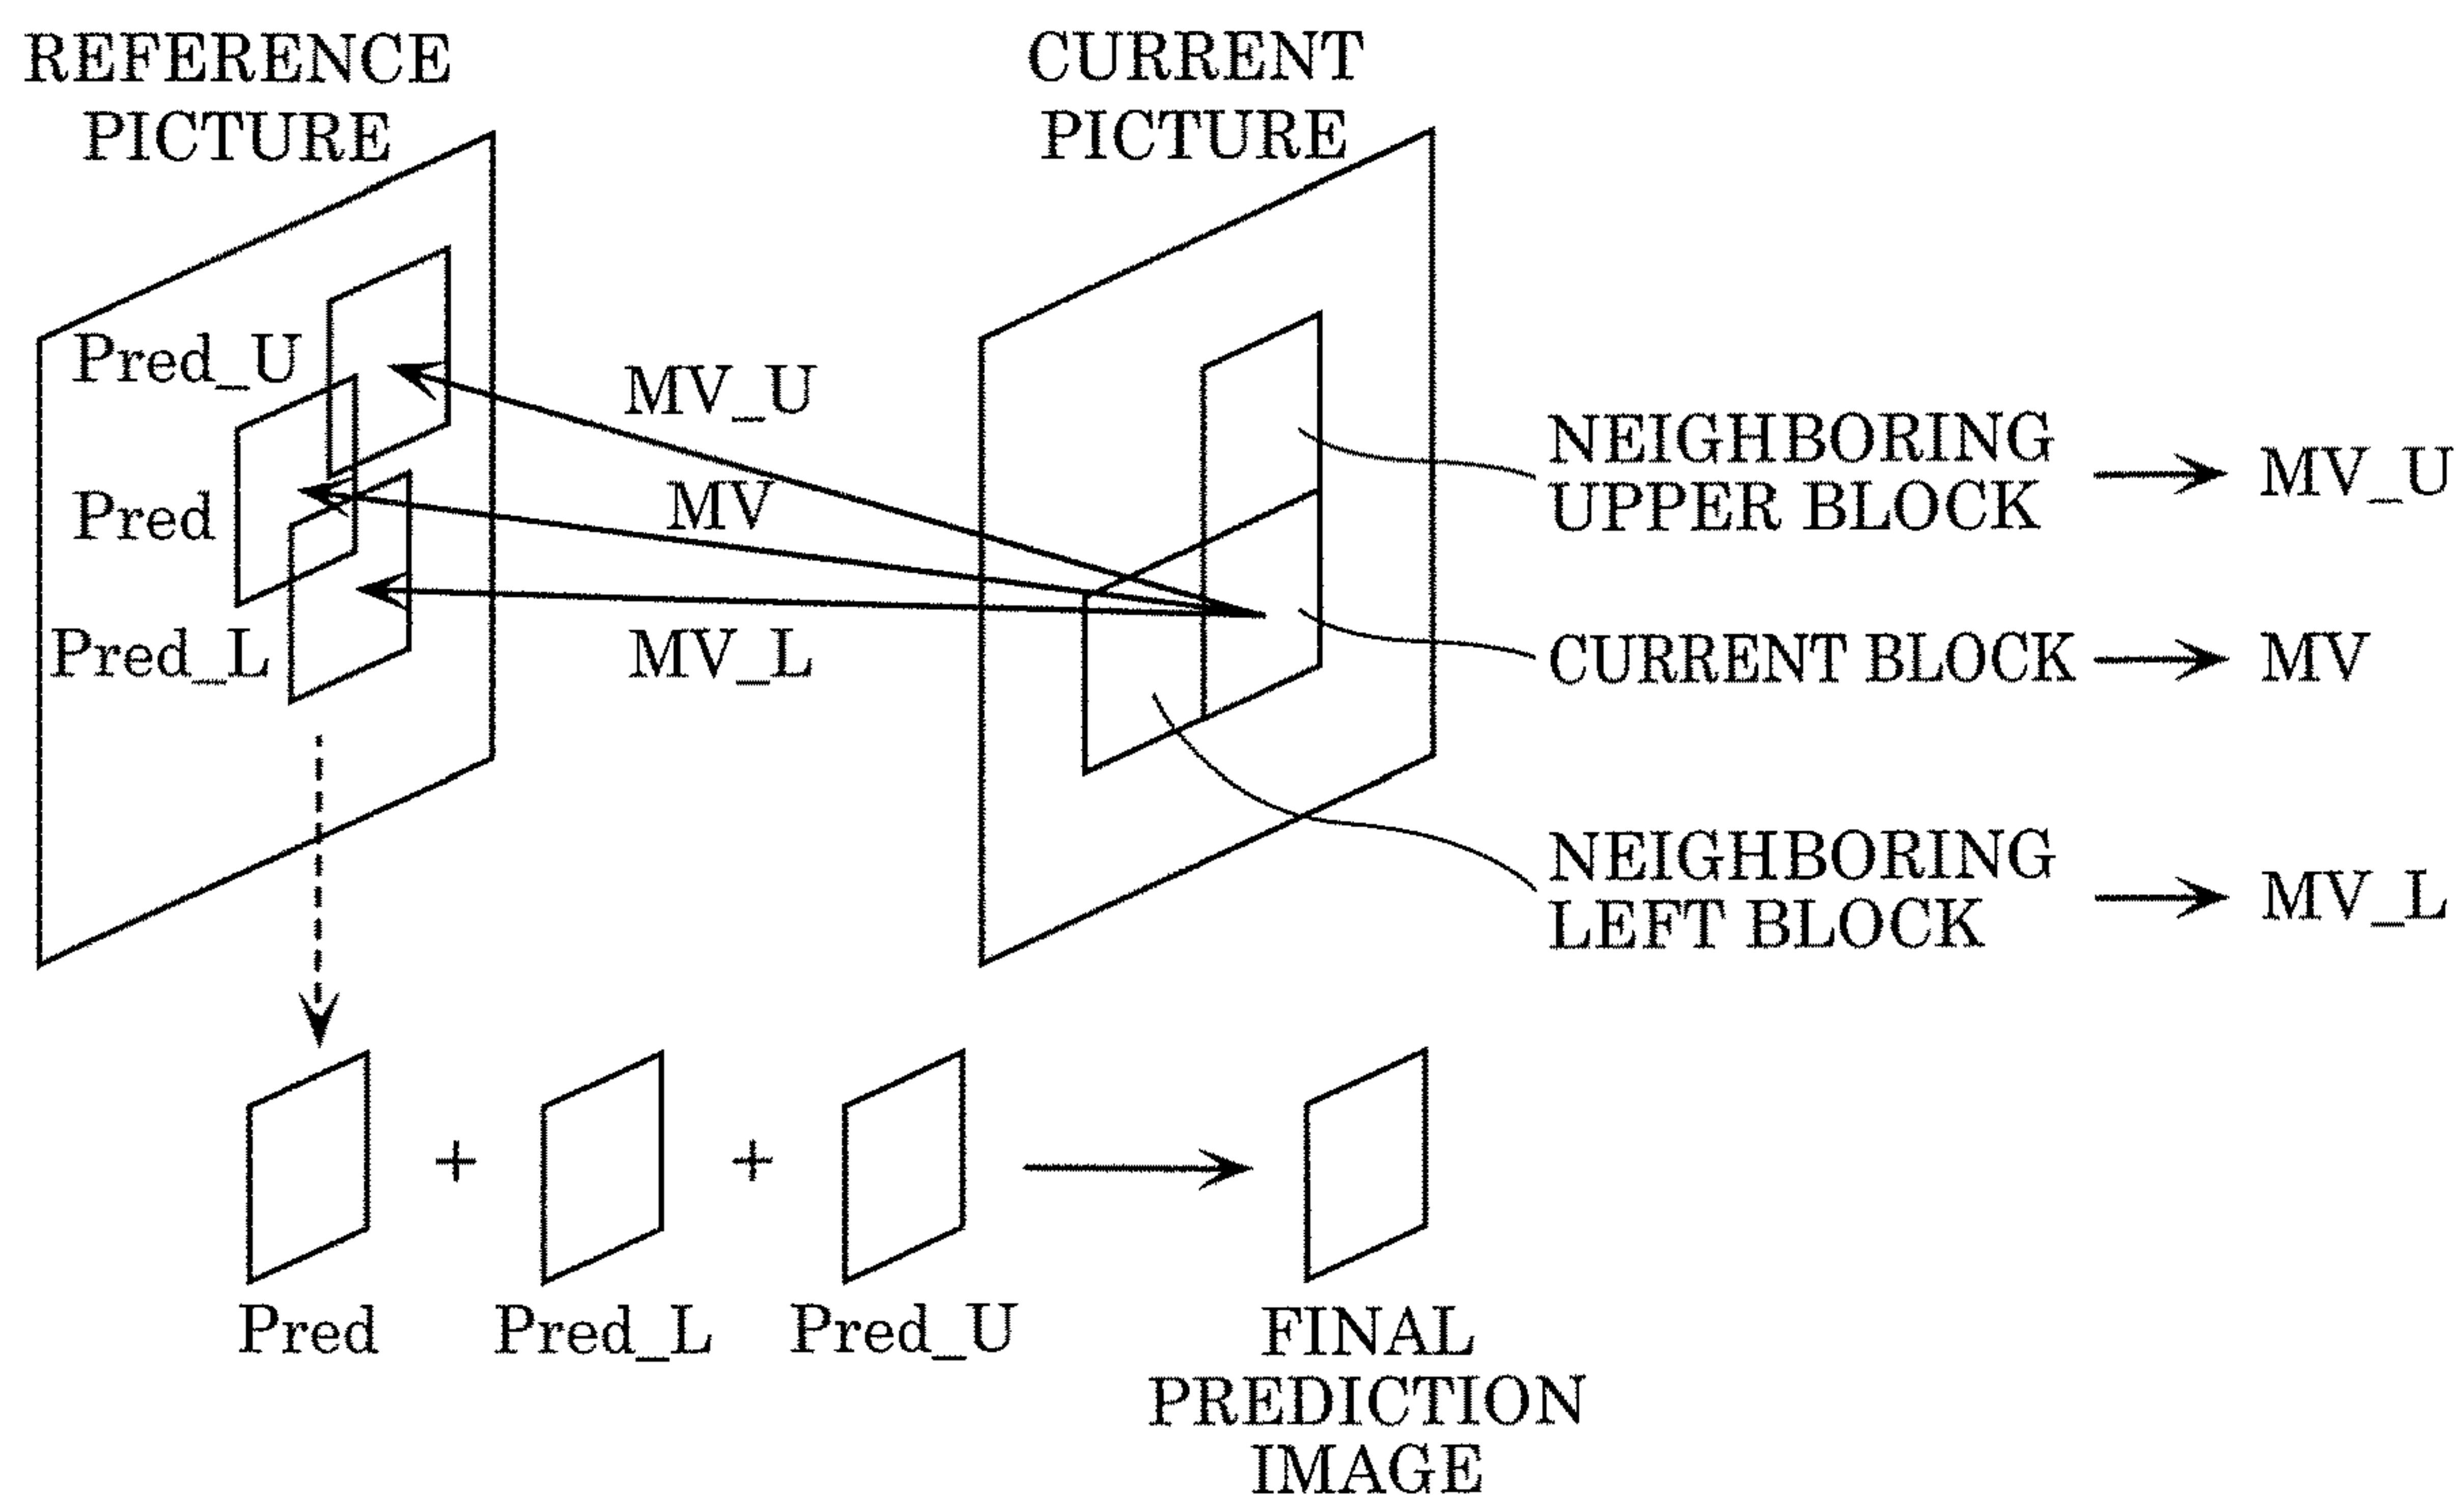 REFERENCE
PICTURE
CURRENT
PICTURE
Pred_U
Pred
Pred_L
MV_U
MV
MV_L
NEIGHBORING
UPPER BLOCK
MV_U
CURRENT BLOCK
MV
NEIGHBORING
LEFT BLOCK
MV_L
+
+
Pred
Pred_L
Pred_U
FINAL
PREDICTION
IMAGE